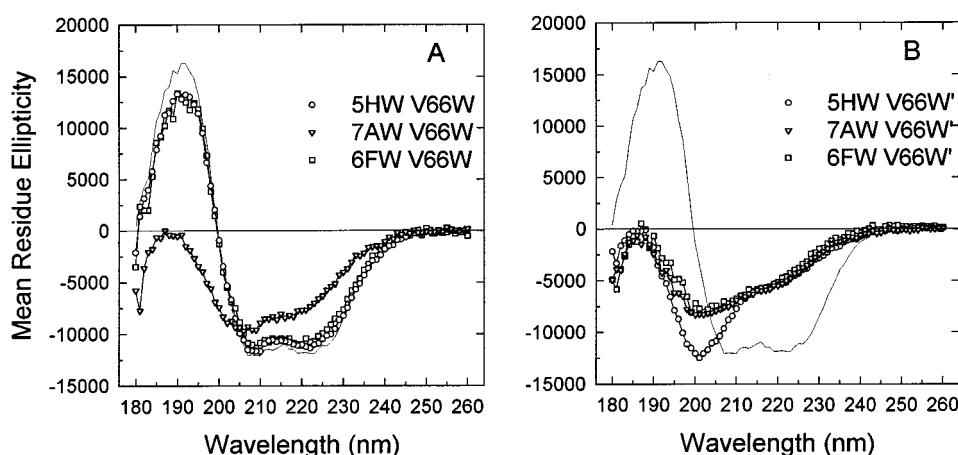 Mean Residue Ellipticity
20000
15000
10000
5000
0
-5000
-10000
-15000
A
5HW V66W
7AW V66W
6FW V66W
180 190 200 210 220 230 240 250 260
Wavelength (nm)
20000
15000
10000
5000
0
-5000
-10000
-15000
B
5HW V66W'
7AW V66W'
6FW V66W'
180 190 200 210 220 230 240 250 260
Wavelength (nm)